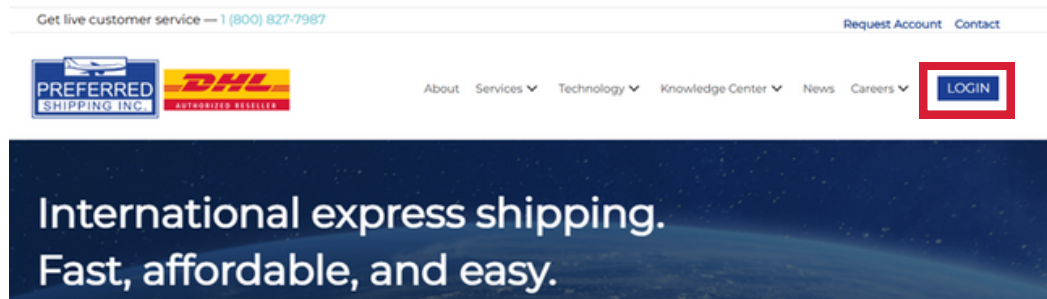 Get live customer service — 1 (800) 827-7987
Request Account Contact
PREFERRED
SHIPPING INC.
DHL
AUTHORIZED RESELLER
About Services Technology Knowledge Center News Careers LOGIN
International express shipping.
Fast, affordable, and easy.